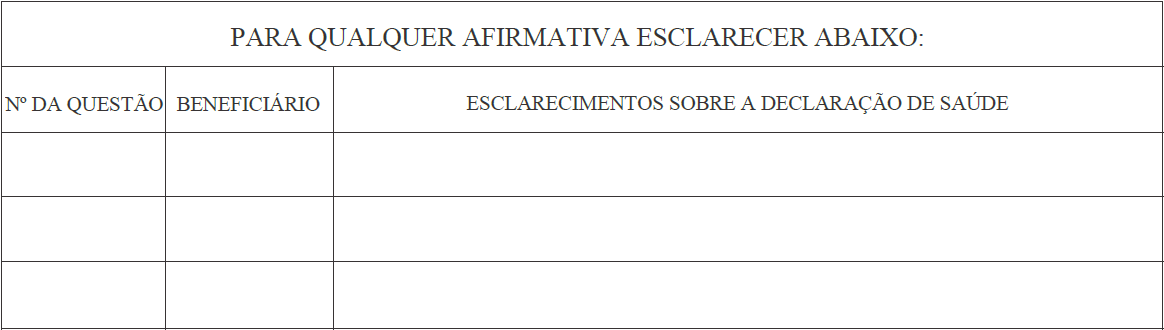 PARA QUALQUER AFIRMATIVA ESCLARECER ABAIXO:
Nº DA QUESTÃO BENEFICIÁRIO ESCLARECIMENTOS SOBRE A DECLARAÇÃO DE SAÚDE